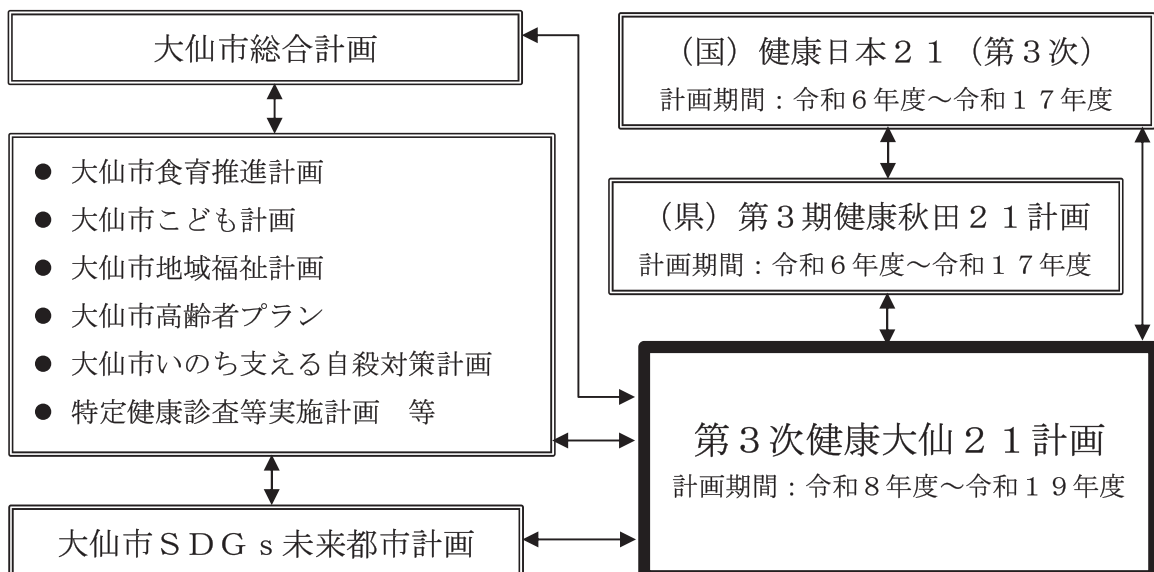 大仙市総合計画
● 大仙市食育推進計画
● 大仙市こども計画
● 大仙市地域福祉計画
● 大仙市高齢者プラン
● 大仙市いのち支える自殺対策計画
● 特定健康診査等実施計画　等
大仙市ＳＤＧｓ未来都市計画
（国）健康日本２１（第３次）
計画期間：令和６年度～令和１７年度
（県）第３期健康秋田２１計画
計画期間：令和６年度～令和１７年度
第３次健康大仙２１計画
計画期間：令和８年度～令和１９年度